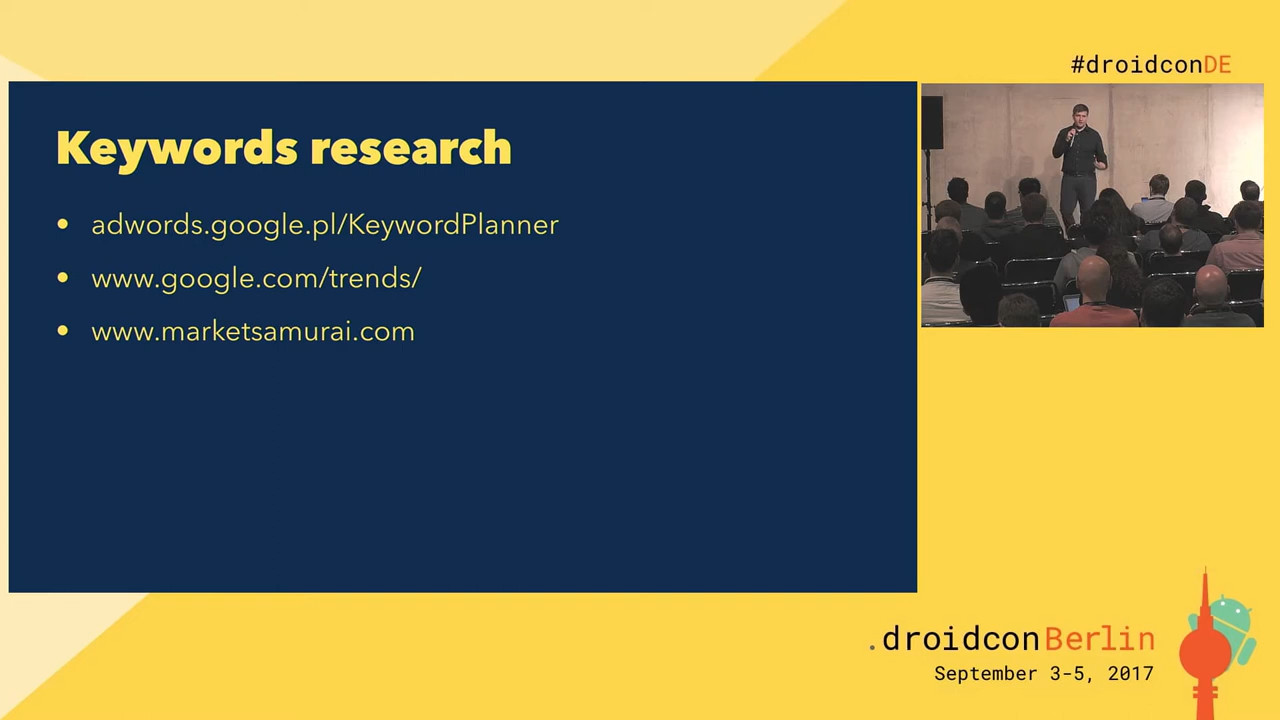 #droidconDE
Keywords research
• adwords.google.pl/KeywordPlanner
• www.google.com/trends/
• www.marketsamurai.com
.droidconBerlin
September 3-5, 2017